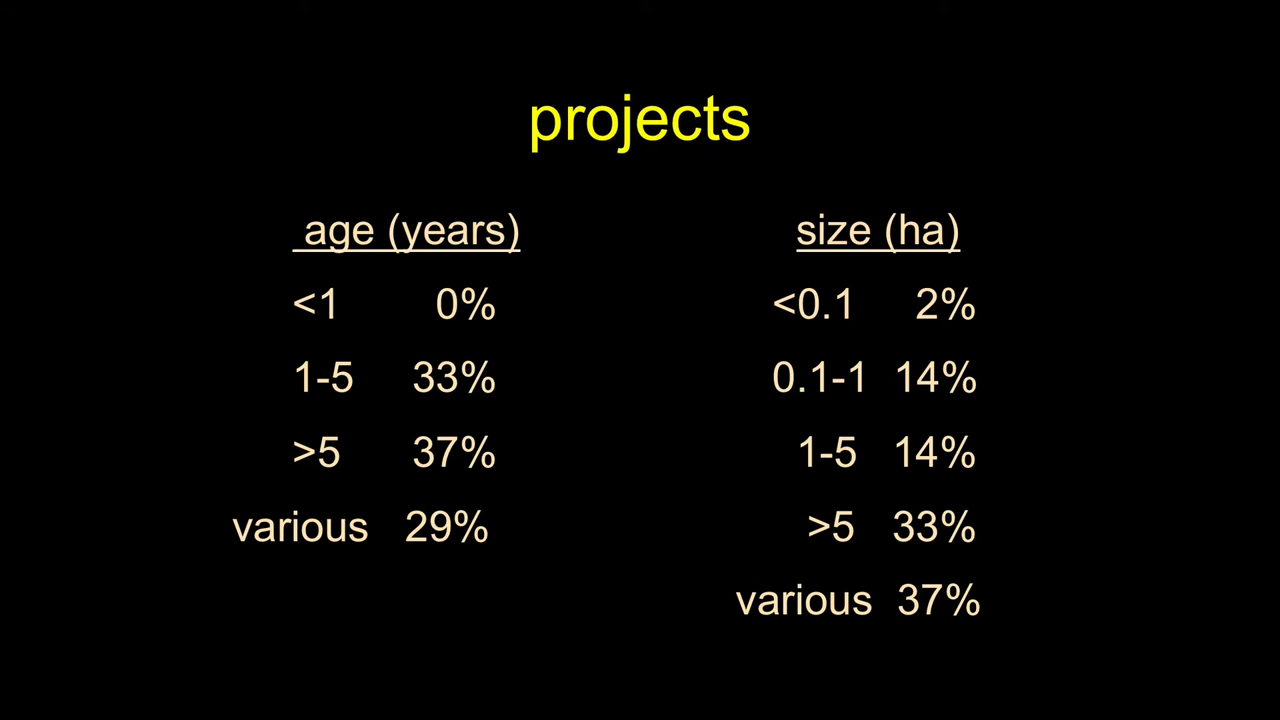 projects
age (years)
<1 0%
1-5 33%
>5 37%
various 29%
size (ha)
<0.1 2%
0.1-1 14%
1-5 14%
>5 33%
various 37%